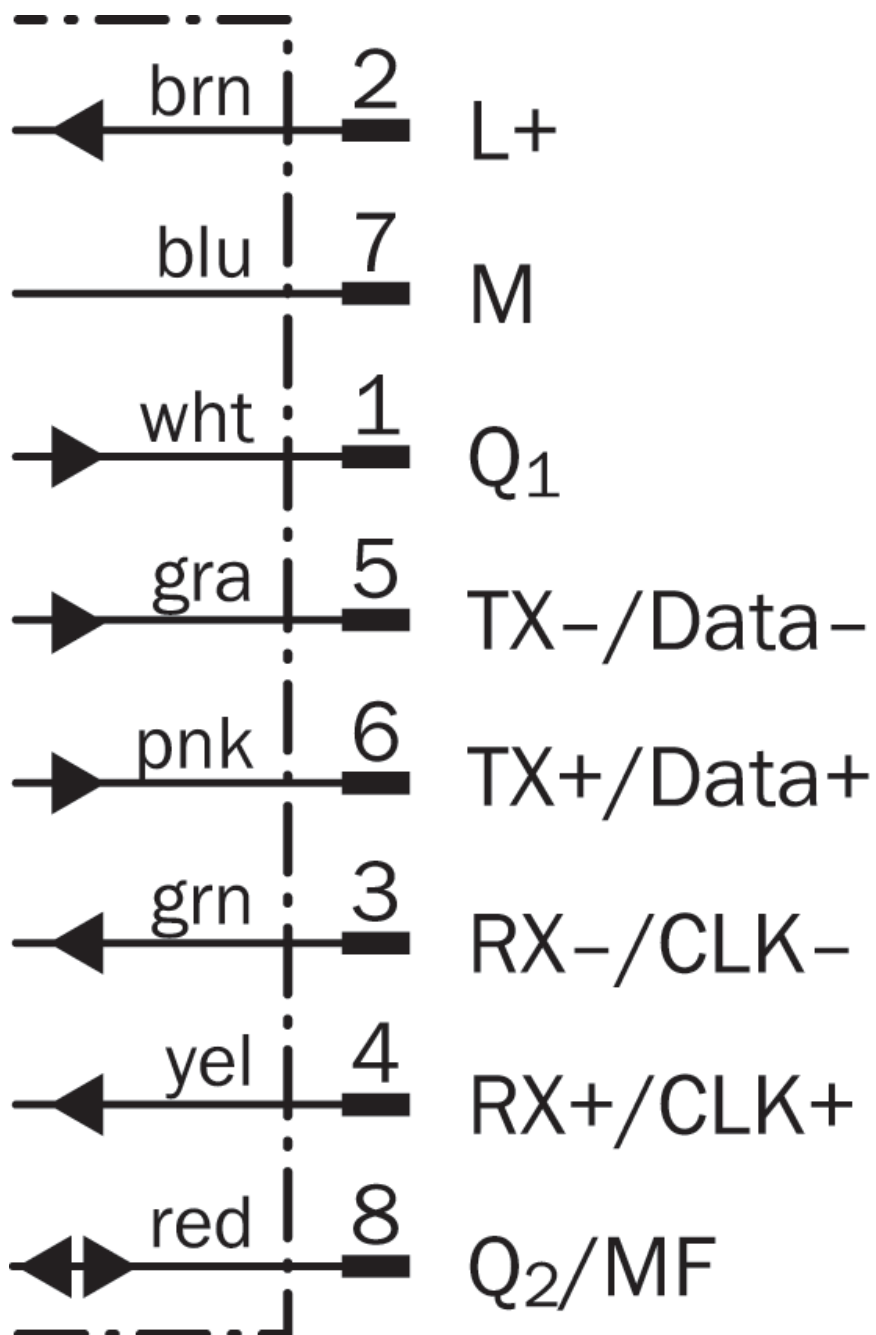 brn 2 L+
blu 7 M
wht 1 Q1
gra 5 TX–/Data–
pnk 6 TX+/Data+
grn 3 RX–/CLK–
yel 4 RX+/CLK+
red 8 Q2/MF